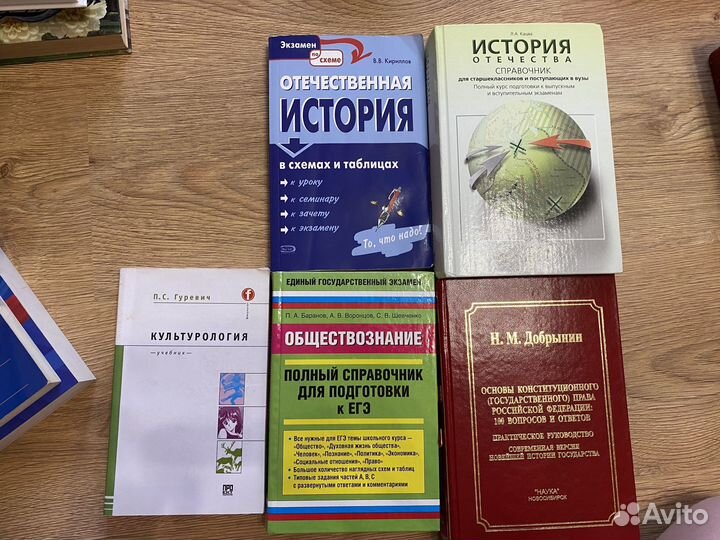 Экзамен
по
схеме
В.В. Кириллов
ОТЕЧЕСТВЕННАЯ
ИСТОРИЯ
в схемах и таблицах
к уроку
к семинару
к зачету
к экзамену
То, что надо!
Л.А. Кацва
ИСТОРИЯ
ОТЕЧЕСТВА
СПРАВОЧНИК
для старшеклассников и поступающих в вузы
Полный курс подготовки к выпускным
и вступительным экзаменам
П.С. Гуревич
f
КУЛЬТУРОЛОГИЯ
—учебник—
ЕДИНЫЙ ГОСУДАРСТВЕННЫЙ ЭКЗАМЕН
П. А. Баранов, А. В. Воронцов, С. В. Шевченко
ОБЩЕСТВОЗНАНИЕ
ПОЛНЫЙ СПРАВОЧНИК
ДЛЯ ПОДГОТОВКИ
к ЕГЭ
• Все нужные для ЕГЭ темы школьного курса —
«Общество», «Духовная жизнь общества»,
«Человек», «Познание», «Политика», «Экономика»,
«Социальные отношения», «Право»
• Большое количество наглядных схем и таблиц
• Типовые задания частей А, В, С
с развернутыми ответами и комментариями
Н. М. Добрынин
ОСНОВЫ КОНСТИТУЦИОННОГО
(ГОСУДАРСТВЕННОГО) ПРАВА
РОССИЙСКОЙ ФЕДЕРАЦИИ:
100 ВОПРОСОВ И ОТВЕТОВ
ПРАКТИЧЕСКОЕ РУКОВОДСТВО
СОВРЕМЕННАЯ ВЕРСИЯ
НОВЕЙШЕЙ ИСТОРИИ ГОСУДАРСТВА
"НАУКА"
НОВОСИБИРСК
Avito